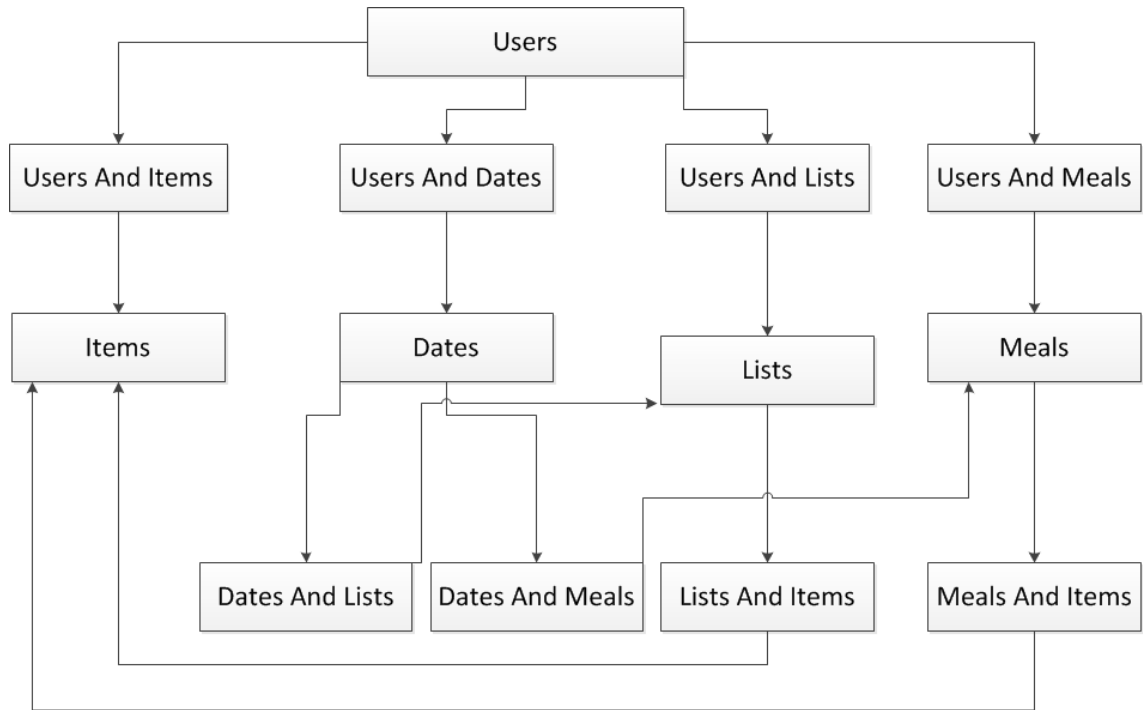 Users
Users And Items
Users And Dates
Users And Lists
Users And Meals
Items
Dates
Lists
Meals
Dates And Lists
Dates And Meals
Lists And Items
Meals And Items